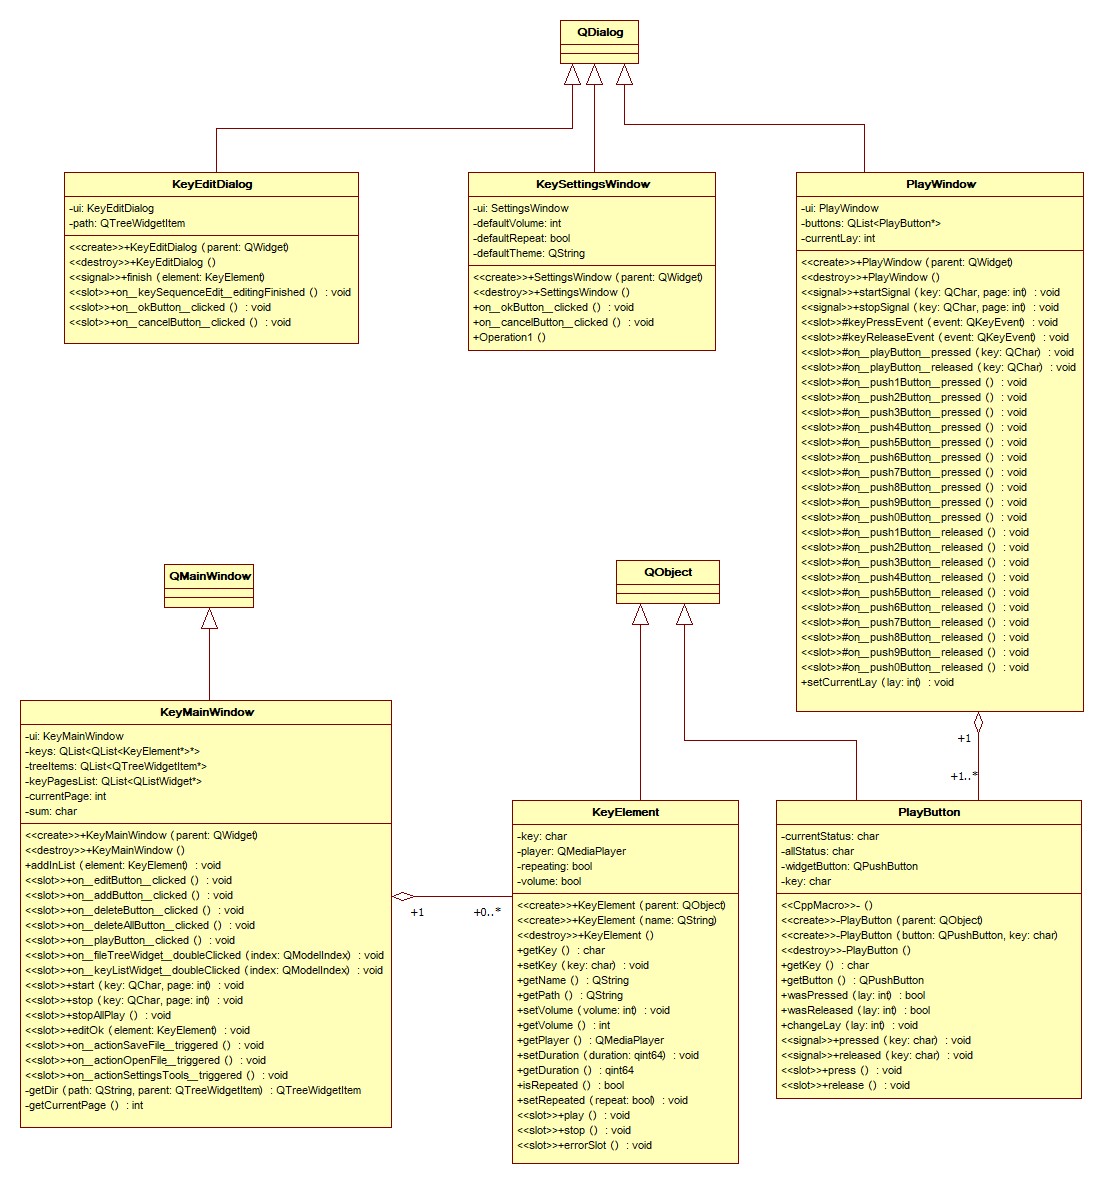 QDialog
KeyEditDialog
-ui: KeyEditDialog
-path: QTreeWidgetItem
<<create>>+KeyEditDialog (parent: QWidget)
<<destroy>>+KeyEditDialog ()
<<signal>>+finish (element: KeyElement)
<<slot>>+on__keySequenceEdit__editingFinished () : void
<<slot>>+on__okButton__clicked () : void
<<slot>>+on__cancelButton__clicked () : void
KeySettingsWindow
-ui: SettingsWindow
-defaultVolume: int
-defaultRepeat: bool
-defaultTheme: QString
<<create>>+SettingsWindow (parent: QWidget)
<<destroy>>+SettingsWindow ()
+on__okButton__clicked () : void
+on__cancelButton__clicked () : void
+Operation1 ()
PlayWindow
-ui: PlayWindow
-buttons: QList<PlayButton*>
-currentLay: int
<<create>>+PlayWindow (parent: QWidget)
<<destroy>>+PlayWindow ()
<<signal>>+startSignal (key: QChar, page: int) : void
<<signal>>+stopSignal (key: QChar, page: int) : void
<<slot>>#keyPressEvent (event: QKeyEvent) : void
<<slot>>#keyReleaseEvent (event: QKeyEvent) : void
<<slot>>#on__playButton__pressed (key: QChar) : void
<<slot>>#on__playButton__released (key: QChar) : void
<<slot>>#on__push1Button__pressed () : void
<<slot>>#on__push2Button__pressed () : void
<<slot>>#on__push3Button__pressed () : void
<<slot>>#on__push4Button__pressed () : void
<<slot>>#on__push5Button__pressed () : void
<<slot>>#on__push6Button__pressed () : void
<<slot>>#on__push7Button__pressed () : void
<<slot>>#on__push8Button__pressed () : void
<<slot>>#on__push9Button__pressed () : void
<<slot>>#on__push0Button__pressed () : void
<<slot>>#on__push1Button__released () : void
<<slot>>#on__push2Button__released () : void
<<slot>>#on__push3Button__released () : void
<<slot>>#on__push4Button__released () : void
<<slot>>#on__push5Button__released () : void
<<slot>>#on__push6Button__released () : void
<<slot>>#on__push7Button__released () : void
<<slot>>#on__push8Button__released () : void
<<slot>>#on__push9Button__released () : void
<<slot>>#on__push0Button__released () : void
+setCurrentLay (lay: int) : void
QMainWindow
QObject
KeyMainWindow
-ui: KeyMainWindow
-keys: QList<QList<KeyElement*>*>
-treeItems: QList<QTreeWidgetItem*>
-keyPagesList: QList<QListWidget*>
-currentPage: int
-sum: char
<<create>>+KeyMainWindow (parent: QWidget)
<<destroy>>+KeyMainWindow ()
+addInList (element: KeyElement) : void
<<slot>>+on__editButton__clicked () : void
<<slot>>+on__addButton__clicked () : void
<<slot>>+on__deleteButton__clicked () : void
<<slot>>+on__deleteAllButton__clicked () : void
<<slot>>+on__playButton__clicked () : void
<<slot>>+on__fileTreeWidget__doubleClicked (index: QModelIndex) : void
<<slot>>+on__keyListWidget__doubleClicked (index: QModelIndex) : void
<<slot>>+start (key: QChar, page: int) : void
<<slot>>+stop (key: QChar, page: int) : void
<<slot>>+stopAllPlay () : void
<<slot>>+editOk (element: KeyElement) : void
<<slot>>+on__actionSaveFile__triggered () : void
<<slot>>+on__actionOpenFile__triggered () : void
<<slot>>+on__actionSettingsTools__triggered () : void
-getDir (path: QString, parent: QTreeWidgetItem) : QTreeWidgetItem
-getCurrentPage () : int
+1
+0..*
KeyElement
-key: char
-player: QMediaPlayer
-repeating: bool
-volume: bool
<<create>>+KeyElement (parent: QObject)
<<create>>+KeyElement (name: QString)
<<destroy>>+KeyElement ()
+getKey () : char
+setKey (key: char) : void
+getName () : QString
+getPath () : QString
+setVolume (volume: int) : void
+getVolume () : int
+getPlayer () : QMediaPlayer
+setDuration (duration: qint64) : void
+getDuration () : qint64
+isRepeated () : bool
+setRepeated (repeat: bool) : void
<<slot>>+play () : void
<<slot>>+stop () : void
<<slot>>+errorSlot () : void
+1
+1..*
PlayButton
-currentStatus: char
-allStatus: char
-widgetButton: QPushButton
-key: char
<<CppMacro>>- ()
<<create>>-PlayButton (parent: QObject)
<<create>>-PlayButton (button: QPushButton, key: char)
<<destroy>>-PlayButton ()
+getKey () : char
+getButton () : QPushButton
+wasPressed (lay: int) : bool
+wasReleased (lay: int) : bool
+changeLay (lay: int) : void
<<signal>>+pressed (key: char) : void
<<signal>>+released (key: char) : void
<<slot>>+press () : void
<<slot>>+release () : void